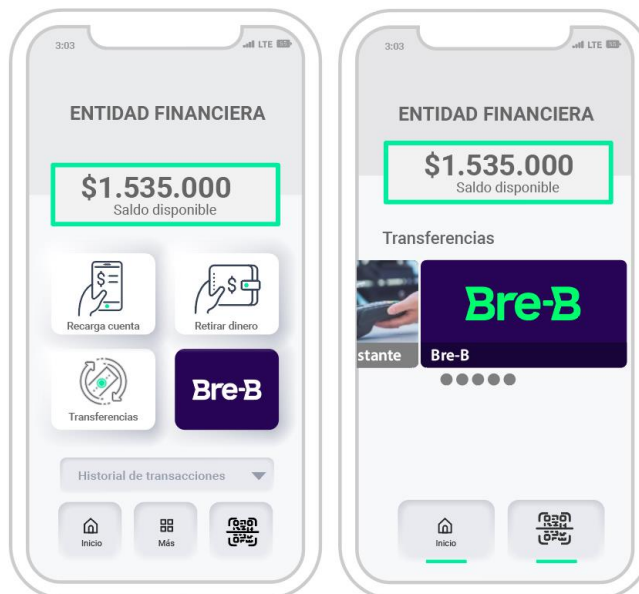 3:03
LTE
ENTIDAD FINANCIERA
$1.535.000
Saldo disponible
$=
$
Recarga cuenta
Retirar dinero
Transferencias
Bre-B
Historial de transacciones
Inicio
Más
3:03
LTE
ENTIDAD FINANCIERA
$1.535.000
Saldo disponible
Transferencias
Bre-B
stante
Bre-B
Inicio